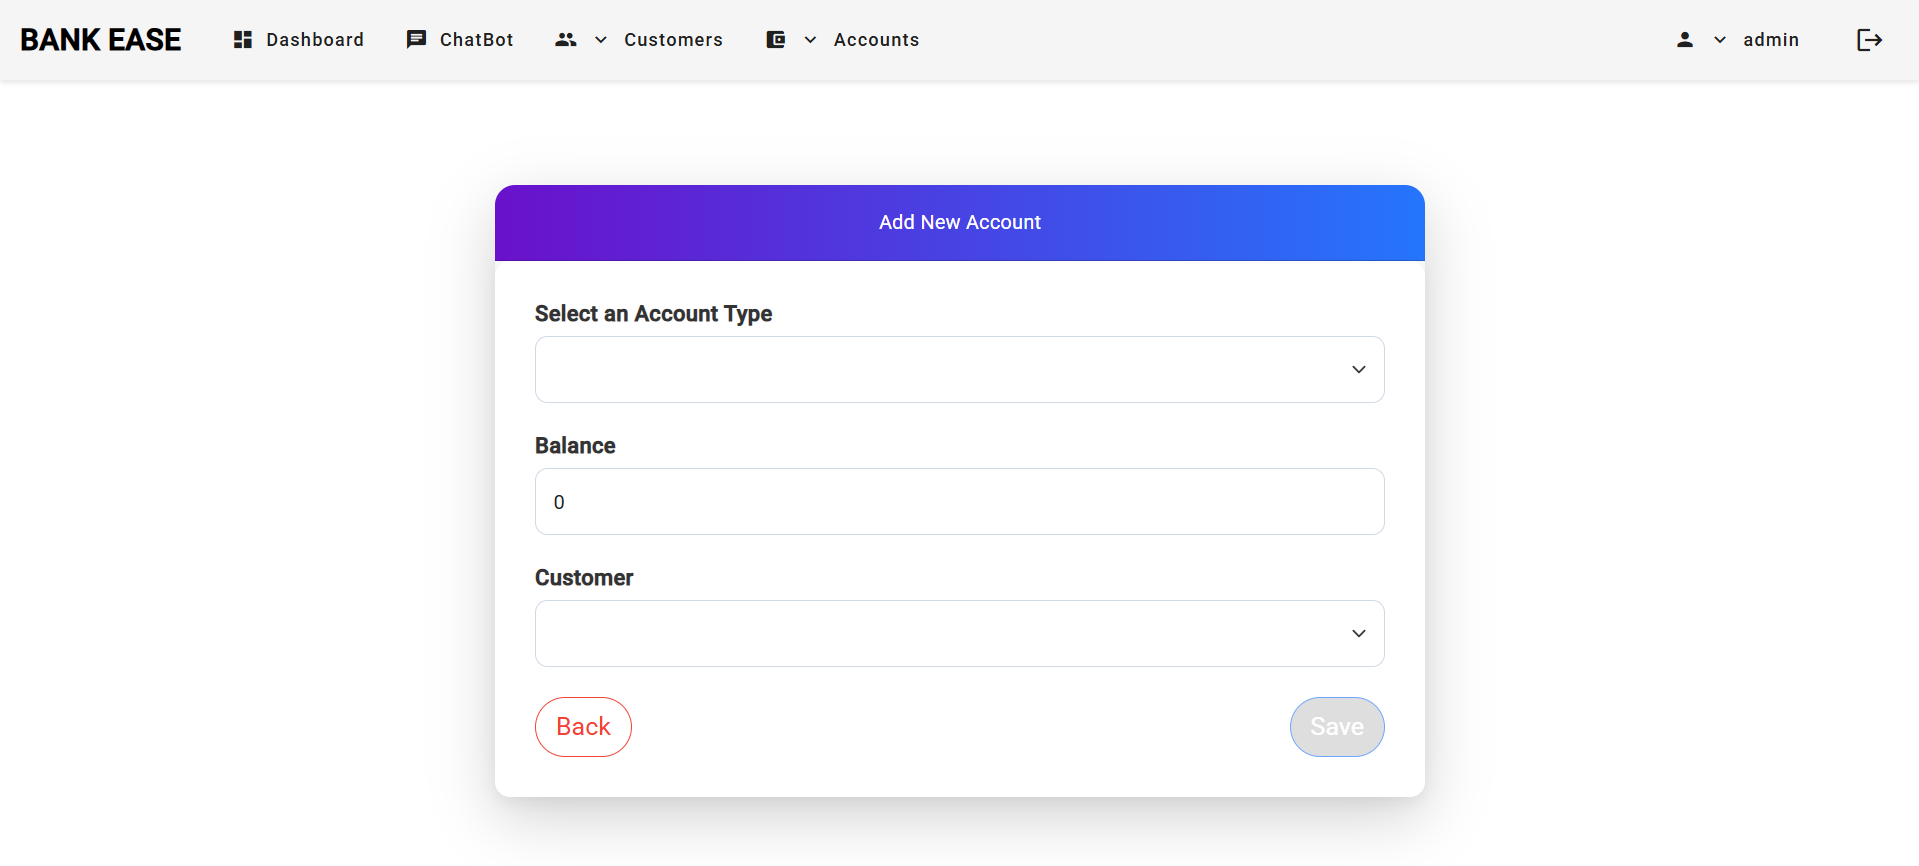 BANK EASE Dashboard ChatBot Customers Accounts admin
Add New Account
Select an Account Type
Balance
0
Customer
Back Save